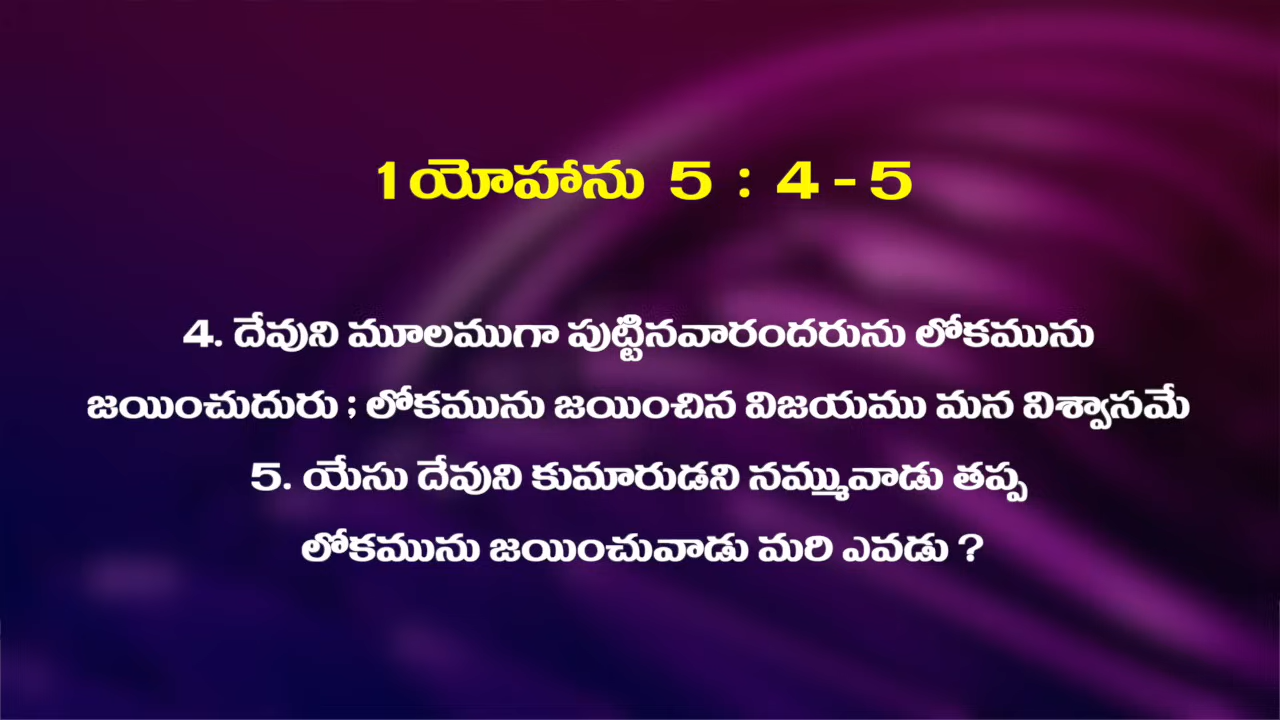 1 యోహాను 5 : 4 - 5
4. దేవుని మూలముగా పుట్టినవారందరును లోకమును
జయించుదురు ; లోకమును జయించిన విజయము మన విశ్వాసమే
5. యేసు దేవుని కుమారుడని నమ్మువాడు తప్ప
లోకమును జయించువాడు మరి ఎవడు ?